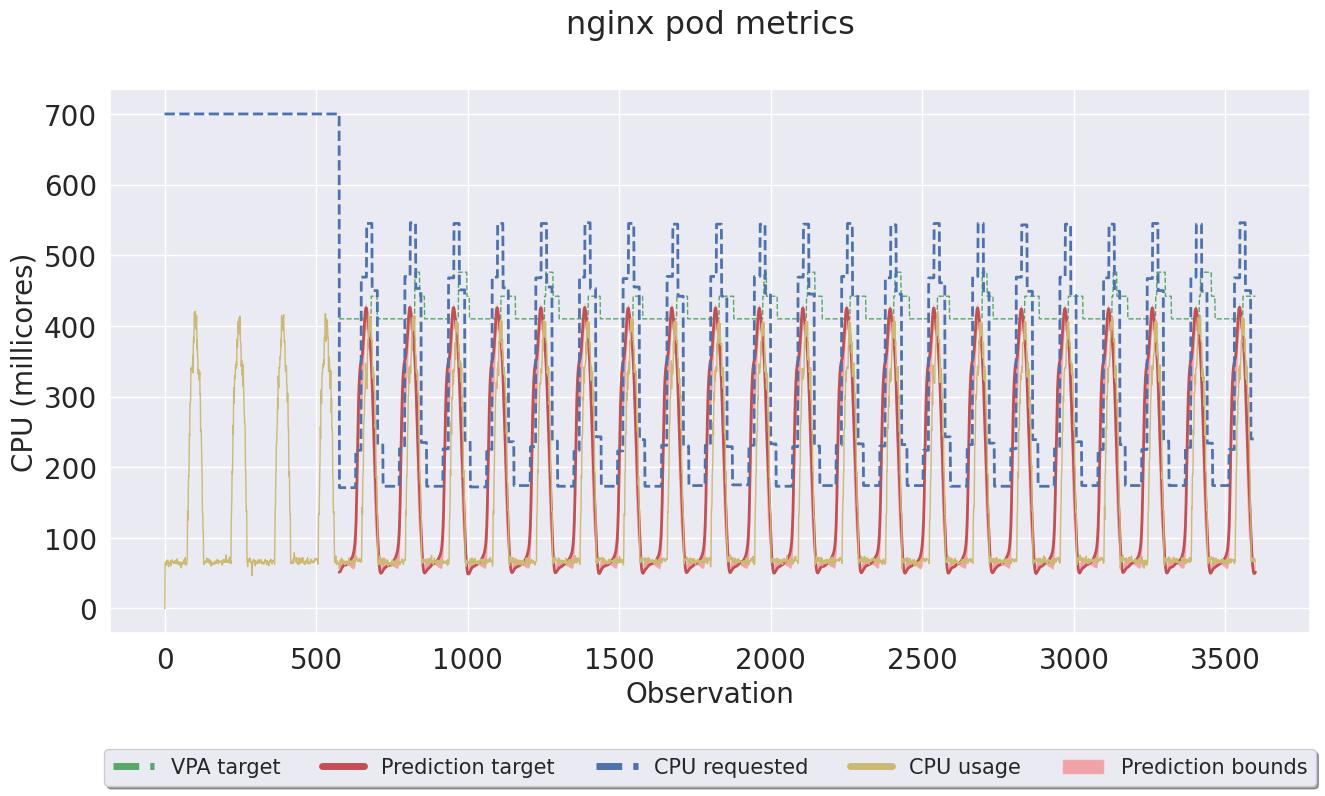 nginx pod metrics
CPU (millicores)
700
600
500
400
300
200
100
0
0 500 1000 1500 2000 2500 3000 3500
Observation
VPA target Prediction target CPU requested CPU usage Prediction bounds